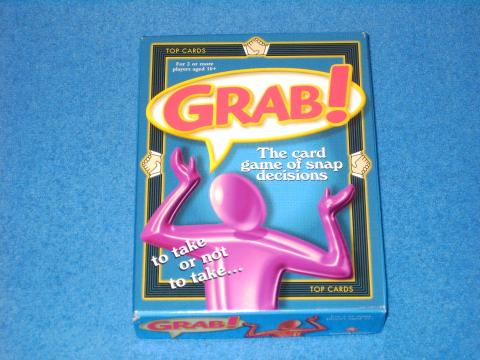 TOP CARDS
For 2 or more
players aged 10+
GRAB!
The card
game of snap
decisions
to take
or not
to take...
TOP CARDS
GRAB!